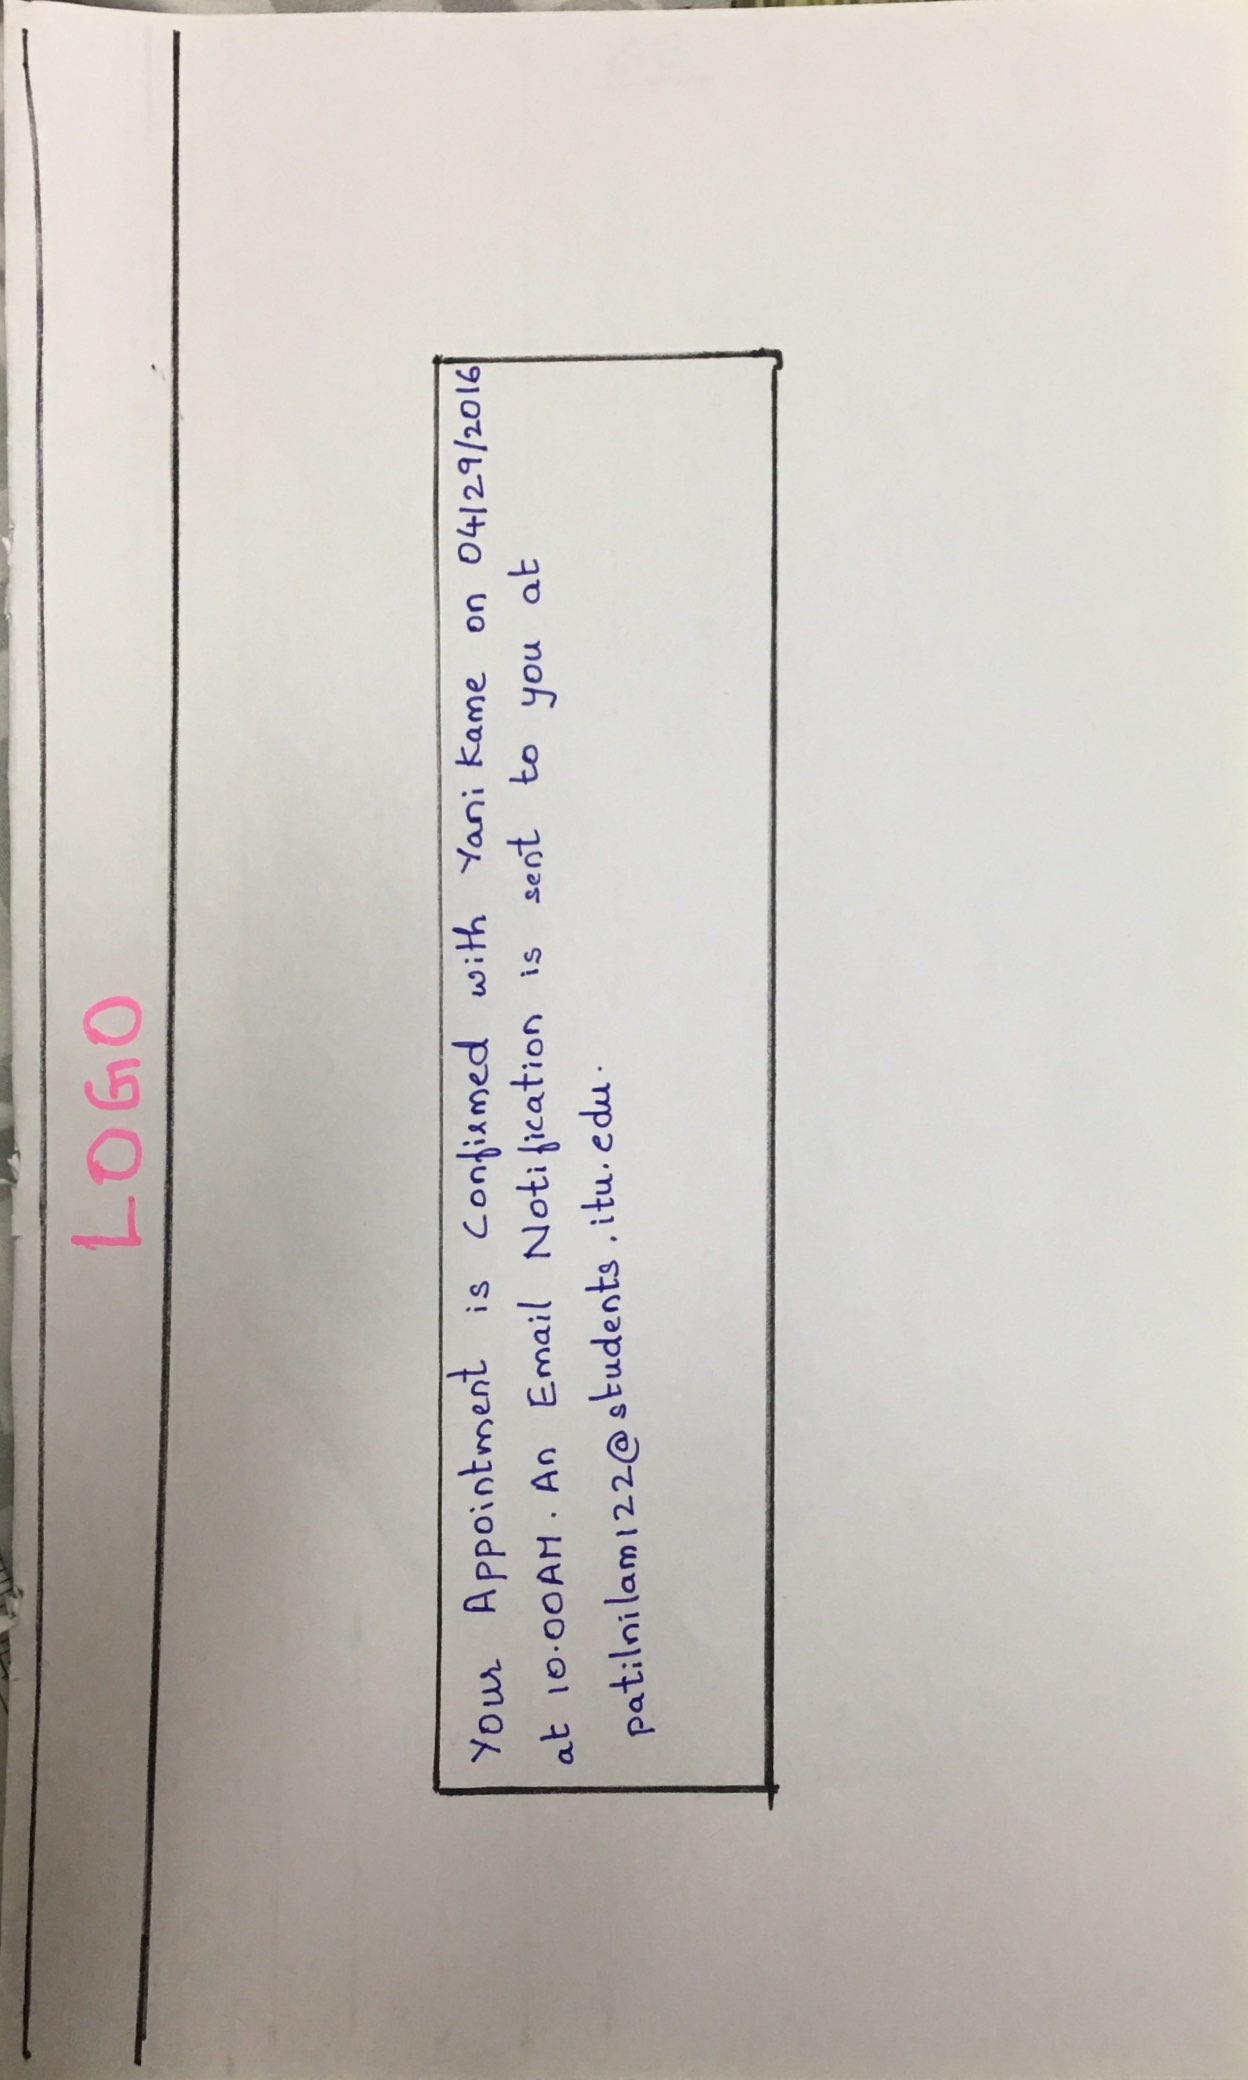 LOGO
Your Appointment is Confirmed with Yani Kame on 04/29/2016
at 10.00AM. An Email Notification is sent to you at
patilnilam122@students.itu.edu.